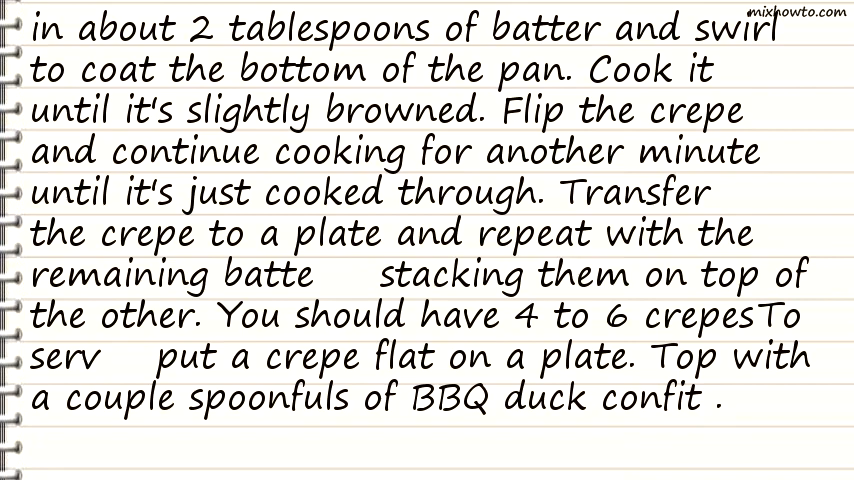 mixhowto.com
in about 2 tablespoons of batter and swirl
to coat the bottom of the pan. Cook it
until it's slightly browned. Flip the crepe
and continue cooking for another minute
until it's just cooked through. Transfer
the crepe to a plate and repeat with the
remaining batte stacking them on top of
the other. You should have 4 to 6 crepesTo
serv put a crepe flat on a plate. Top with
a couple spoonfuls of BBQ duck confit .